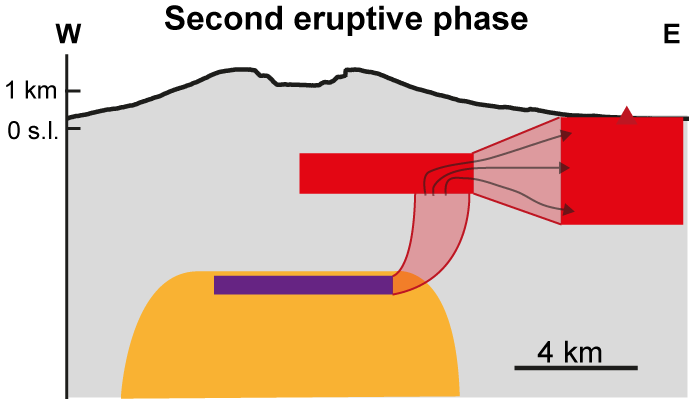 Second eruptive phase
W
E
1 km
0 s.l.
4 km